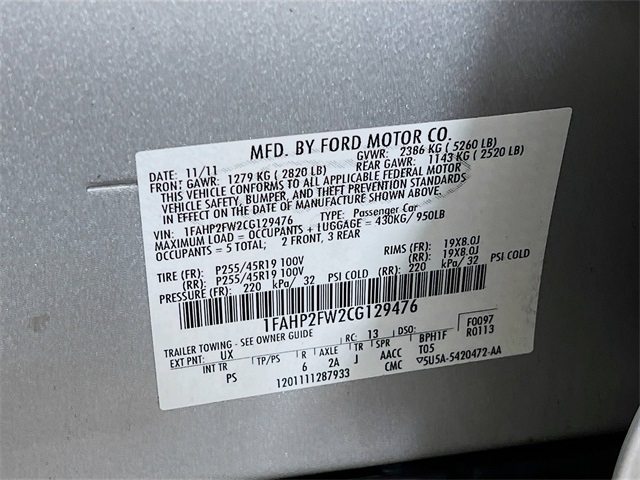 MFD. BY FORD MOTOR CO.
DATE: 11/11 GVWR: 2386 KG ( 5260 LB)
FRONT GAWR: 1279 KG ( 2820 LB) REAR GAWR: 1143 KG ( 2520 LB)
THIS VEHICLE CONFORMS TO ALL APPLICABLE FEDERAL MOTOR
VEHICLE SAFETY, BUMPER, AND THEFT PREVENTION STANDARDS
IN EFFECT ON THE DATE OF MANUFACTURE SHOWN ABOVE.
VIN: 1FAHP2FW2CG129476 TYPE: Passenger Car
MAXIMUM LOAD = OCCUPANTS + LUGGAGE = 430KG/ 950LB
OCCUPANTS = 5 TOTAL; 2 FRONT, 3 REAR
TIRE (FR): P255/45R19 100V RIMS (FR): 19X8.0J
TIRE (RR): P255/45R19 100V RIMS (RR): 19X8.0J
PRESSURE (FR): 220 kPa/ 32 PSI COLD (RR): 220 kPa/ 32 PSI COLD
1FAHP2FW2CG129476
TRAILER TOWING - SEE OWNER GUIDE RC: 13 DSO: F0097
EXT PNT: UX BPH1F R0113
INT TR TP/PS R AXLE TR SPR T05
PS 6 2A J AACC
1201111287933 CMC 5U5A-5420472-AA